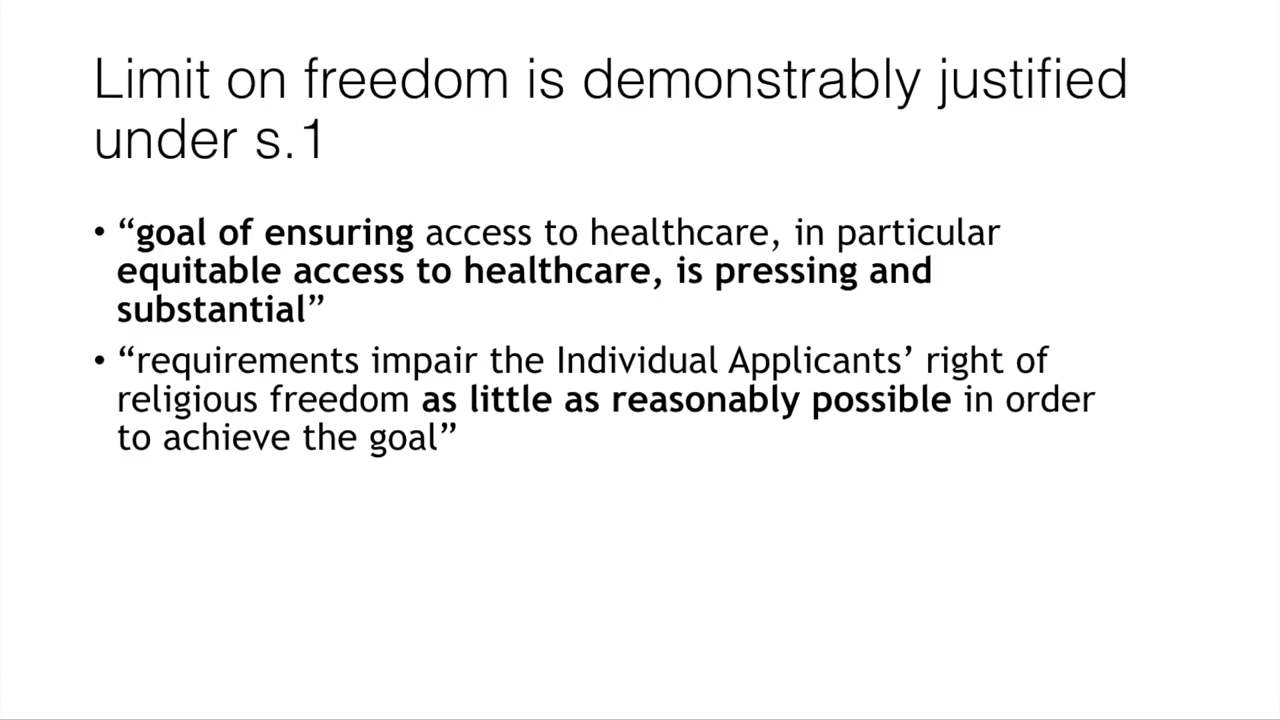 Limit on freedom is demonstrably justified
under s.1
• “goal of ensuring access to healthcare, in particular
equitable access to healthcare, is pressing and
substantial”
• “requirements impair the Individual Applicants’ right of
religious freedom as little as reasonably possible in order
to achieve the goal”